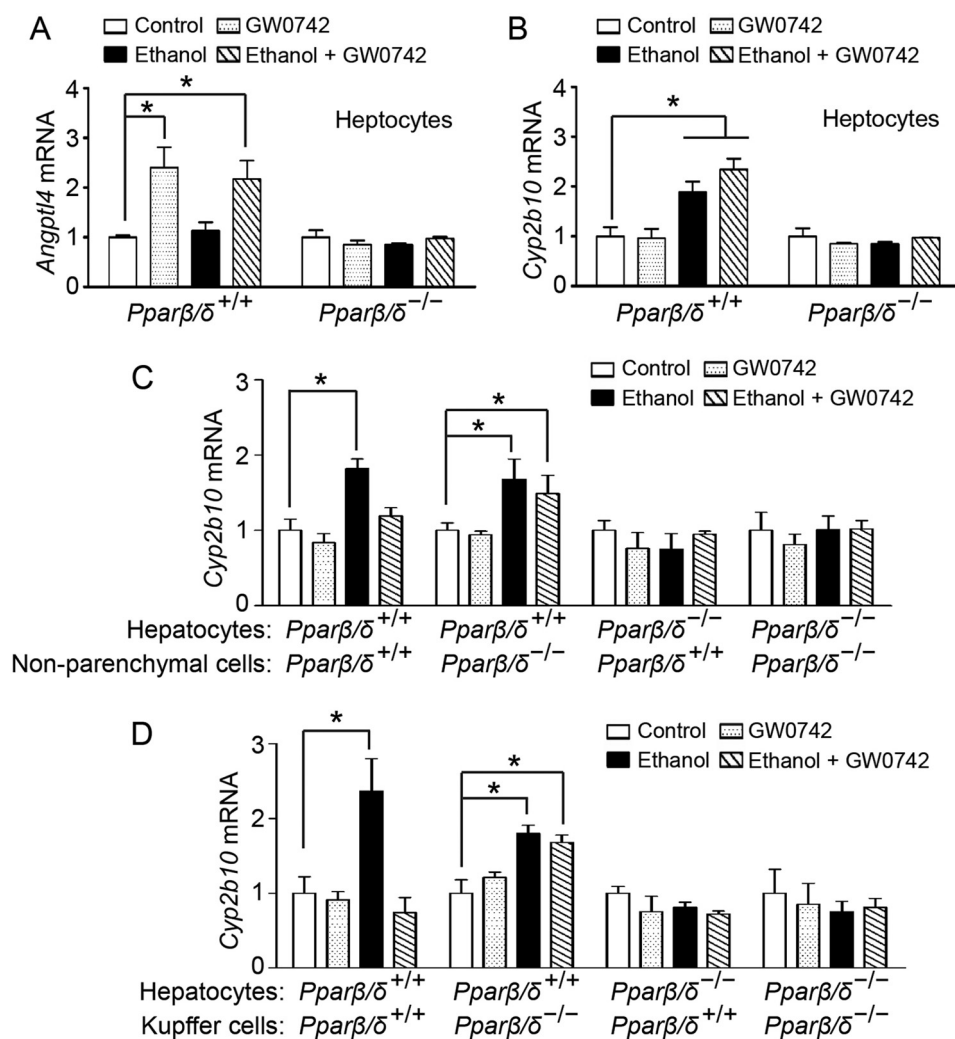 A
Control GW0742
Ethanol Ethanol + GW0742
Angptl4 mRNA
4
3
2
1
0
* *
Heptocytes
Pparβ/δ+/+ Pparβ/δ−/−
B
Control GW0742
Ethanol Ethanol + GW0742
Cyp2b10 mRNA
4
3
2
1
0
*
Heptocytes
Pparβ/δ+/+ Pparβ/δ−/−
C
Control GW0742
Ethanol Ethanol + GW0742
Cyp2b10 mRNA
3
2
1
0
* * *
Hepatocytes: Pparβ/δ+/+ Pparβ/δ+/+ Pparβ/δ−/− Pparβ/δ−/−
Non-parenchymal cells: Pparβ/δ+/+ Pparβ/δ−/− Pparβ/δ+/+ Pparβ/δ−/−
D
Control GW0742
Ethanol Ethanol + GW0742
Cyp2b10 mRNA
3
2
1
0
* * *
Hepatocytes: Pparβ/δ+/+ Pparβ/δ+/+ Pparβ/δ−/− Pparβ/δ−/−
Kupffer cells: Pparβ/δ+/+ Pparβ/δ−/− Pparβ/δ+/+ Pparβ/δ−/−